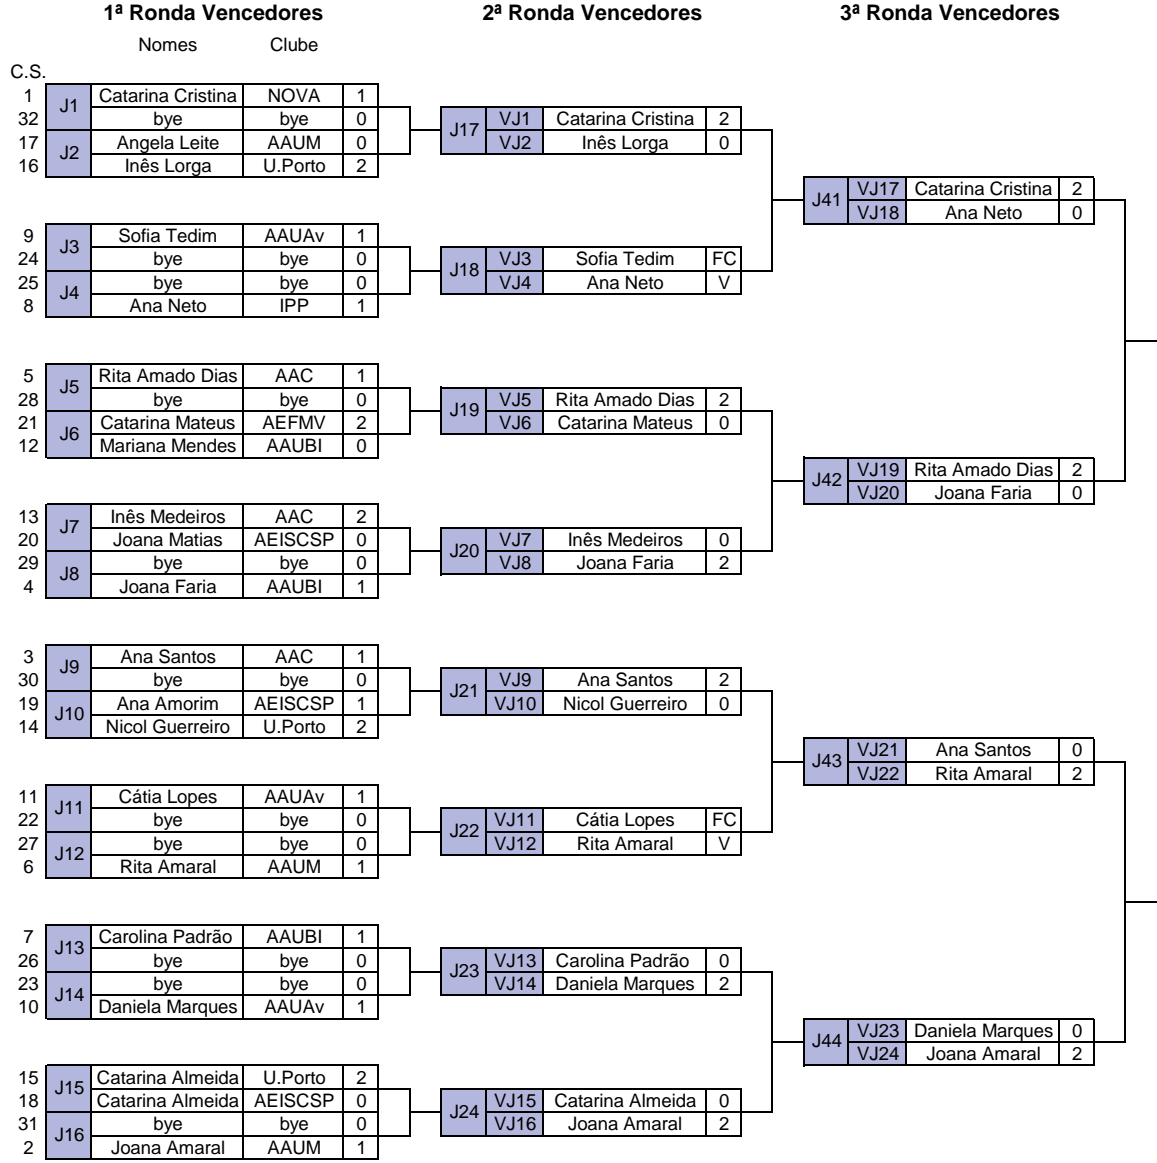 1ª Ronda Vencedores 2ª Ronda Vencedores 3ª Ronda Vencedores
Nomes Clube
C.S.
1 J1 Catarina Cristina NOVA 1
32 bye bye 0
17 J2 Angela Leite AAUM 0
16 Inês Lorga U.Porto 2
J17 VJ1 Catarina Cristina 2
VJ2 Inês Lorga 0
J41 VJ17 Catarina Cristina 2
VJ18 Ana Neto 0
9 J3 Sofia Tedim AAUAv 1
24 bye bye 0
25 J4 bye bye 0
8 Ana Neto IPP 1
J18 VJ3 Sofia Tedim FC
VJ4 Ana Neto V
5 J5 Rita Amado Dias AAC 1
28 bye bye 0
21 J6 Catarina Mateus AEFMV 2
12 Mariana Mendes AAUBI 0
J19 VJ5 Rita Amado Dias 2
VJ6 Catarina Mateus 0
J42 VJ19 Rita Amado Dias 2
VJ20 Joana Faria 0
13 J7 Inês Medeiros AAC 2
20 Joana Matias AEISCSP 0
29 J8 bye bye 0
4 Joana Faria AAUBI 1
J20 VJ7 Inês Medeiros 0
VJ8 Joana Faria 2
3 J9 Ana Santos AAC 1
30 bye bye 0
19 J10 Ana Amorim AEISCSP 1
14 Nicol Guerreiro U.Porto 2
J21 VJ9 Ana Santos 2
VJ10 Nicol Guerreiro 0
J43 VJ21 Ana Santos 0
VJ22 Rita Amaral 2
11 J11 Cátia Lopes AAUAv 1
22 bye bye 0
27 J12 bye bye 0
6 Rita Amaral AAUM 1
J22 VJ11 Cátia Lopes FC
VJ12 Rita Amaral V
7 J13 Carolina Padrão AAUBI 1
26 bye bye 0
23 J14 bye bye 0
10 Daniela Marques AAUAv 1
J23 VJ13 Carolina Padrão 0
VJ14 Daniela Marques 2
J44 VJ23 Daniela Marques 0
VJ24 Joana Amaral 2
15 J15 Catarina Almeida U.Porto 2
18 Catarina Almeida AEISCSP 0
31 J16 bye bye 0
2 Joana Amaral AAUM 1
J24 VJ15 Catarina Almeida 0
VJ16 Joana Amaral 2